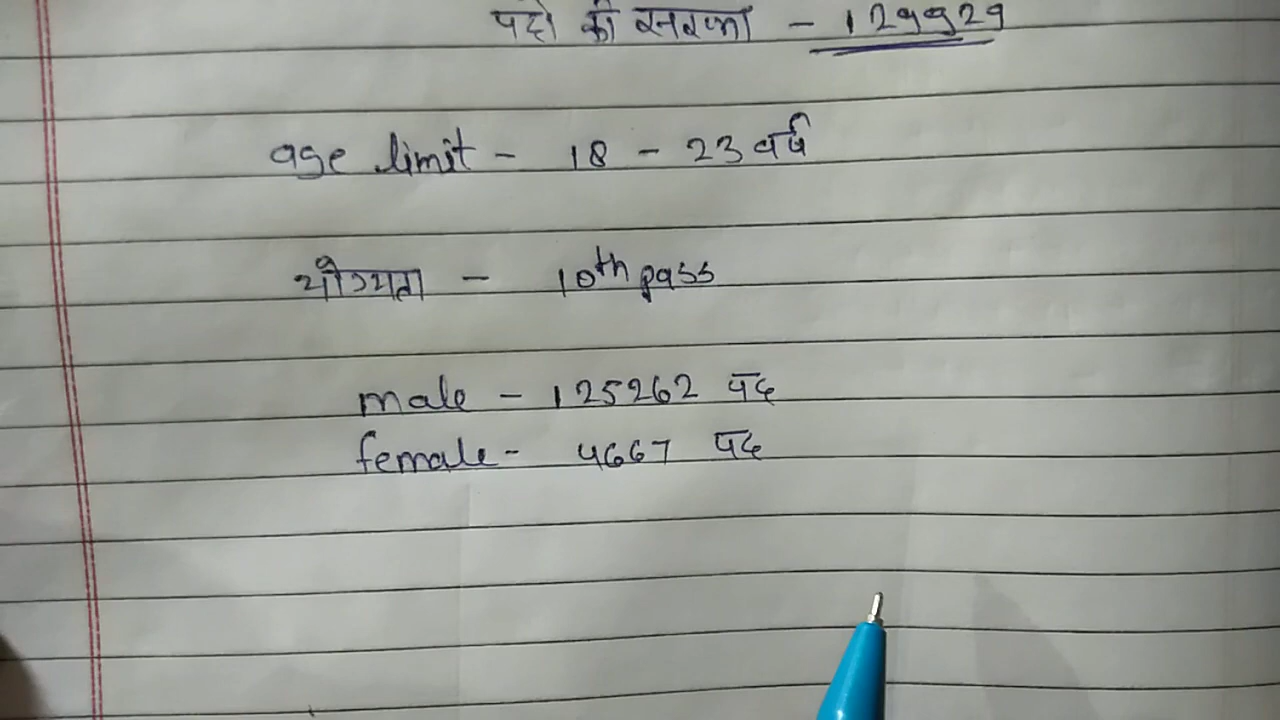 पदो की संख्या - 129929
age limit - 18 - 23 वर्ष
योग्यता - 10th pass
male - 125262 पद
female - 4667 पद